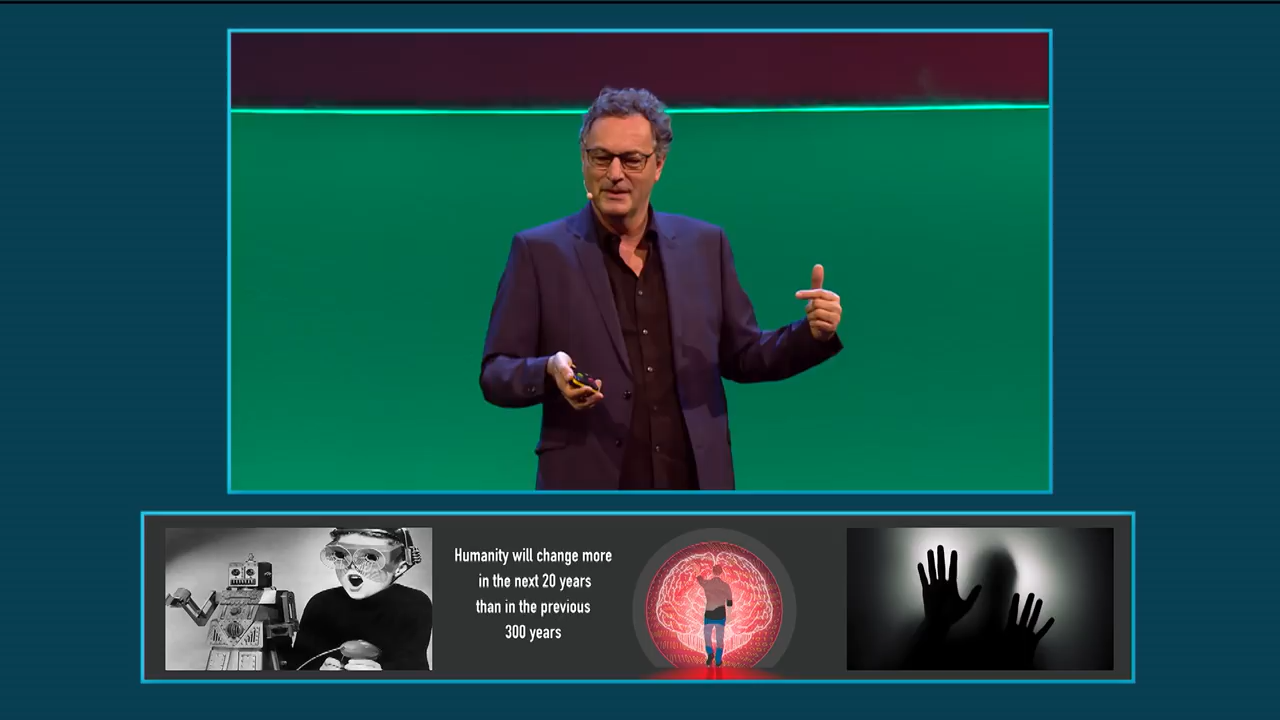 Humanity will change more
in the next 20 years
than in the previous
300 years